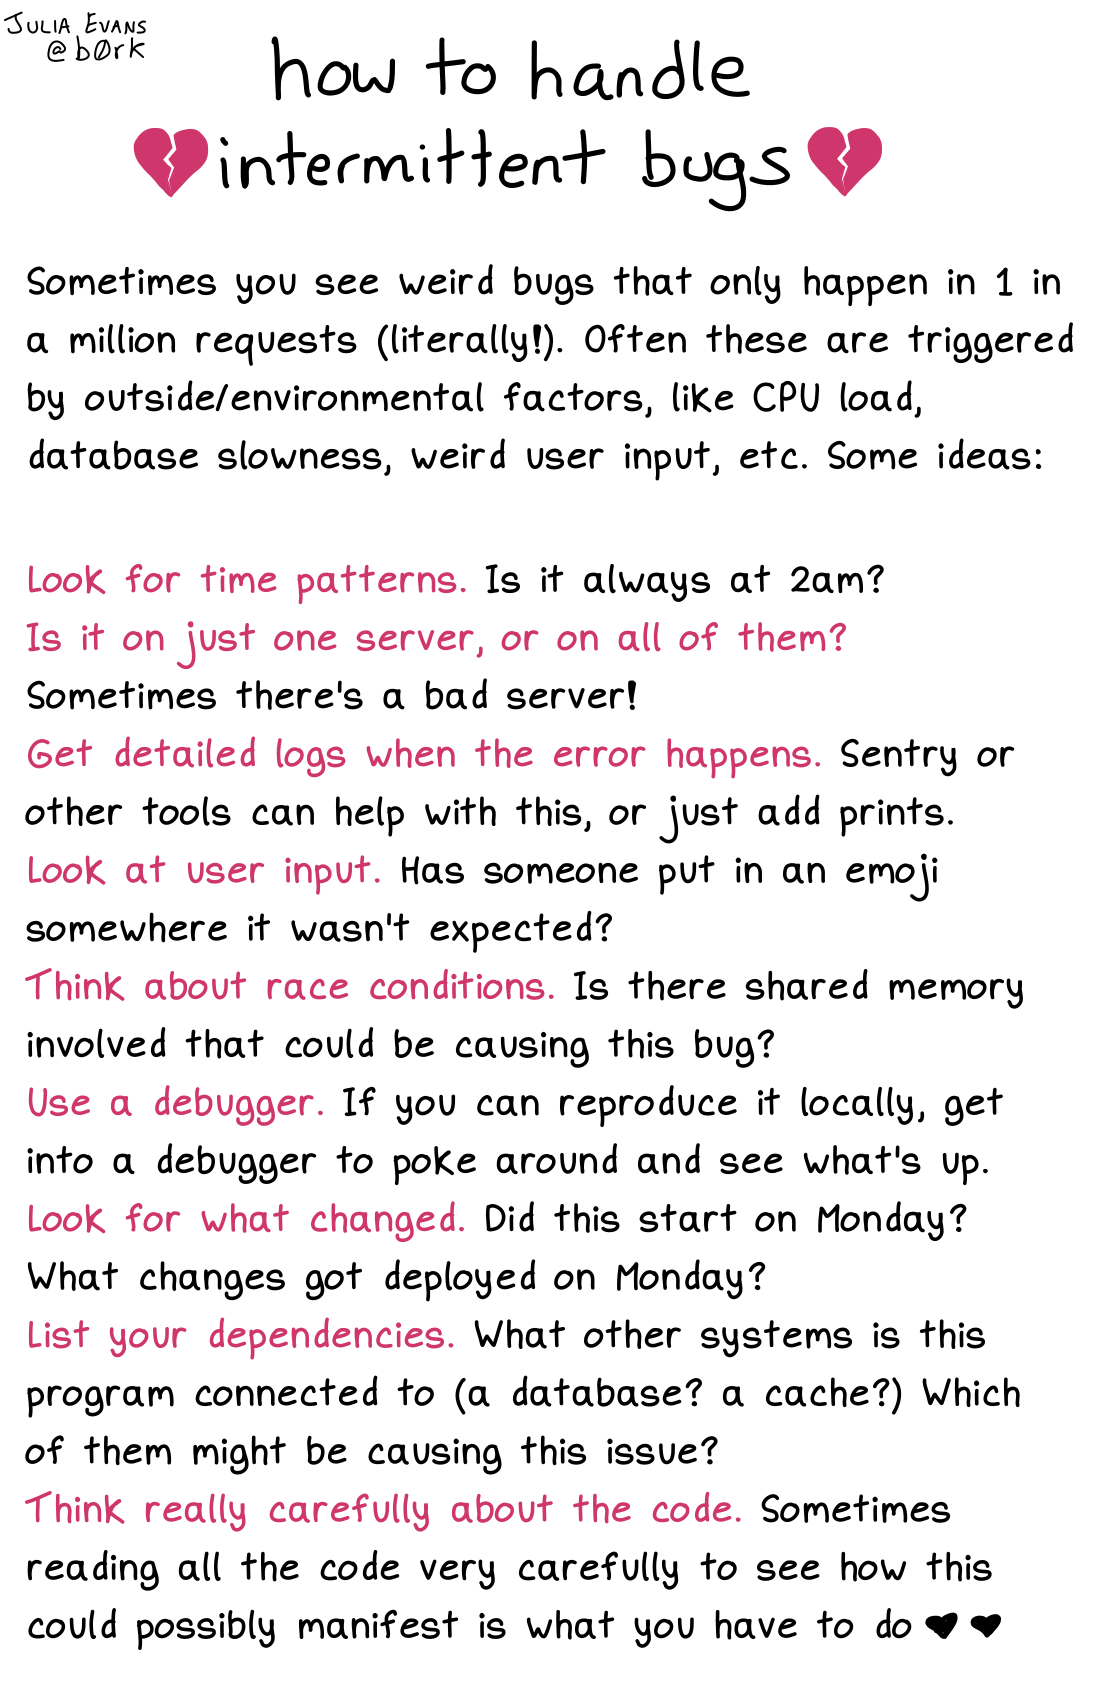 JULIA EVANS
@b0rk
how to handle
intermittent bugs
Sometimes you see weird bugs that only happen in 1 in
a million requests (literally!). Often these are triggered
by outside/environmental factors, like CPU load,
database slowness, weird user input, etc. Some ideas:
Look for time patterns. Is it always at 2am?
Is it on just one server, or on all of them?
Sometimes there's a bad server!
Get detailed logs when the error happens. Sentry or
other tools can help with this, or just add prints.
Look at user input. Has someone put in an emoji
somewhere it wasn't expected?
Think about race conditions. Is there shared memory
involved that could be causing this bug?
Use a debugger. If you can reproduce it locally, get
into a debugger to poke around and see what's up.
Look for what changed. Did this start on Monday?
What changes got deployed on Monday?
List your dependencies. What other systems is this
program connected to (a database? a cache?) Which
of them might be causing this issue?
Think really carefully about the code. Sometimes
reading all the code very carefully to see how this
could possibly manifest is what you have to do ♥ ♥